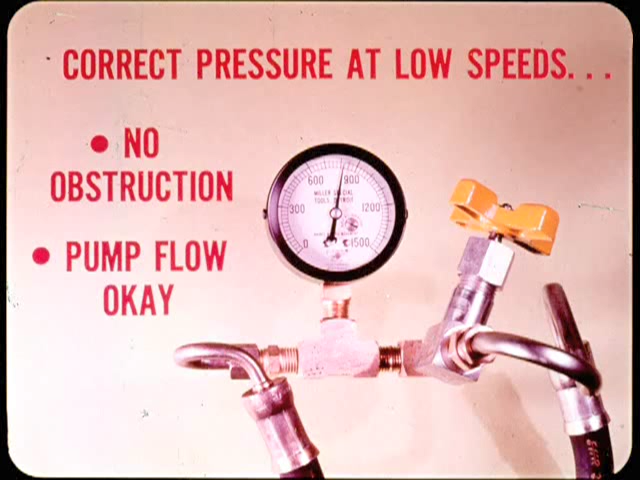 CORRECT PRESSURE AT LOW SPEEDS...
• NO
OBSTRUCTION
• PUMP FLOW
OKAY
600
900
300
1200
0
1500
MILLER SPECIAL
TOOLS, DETROIT